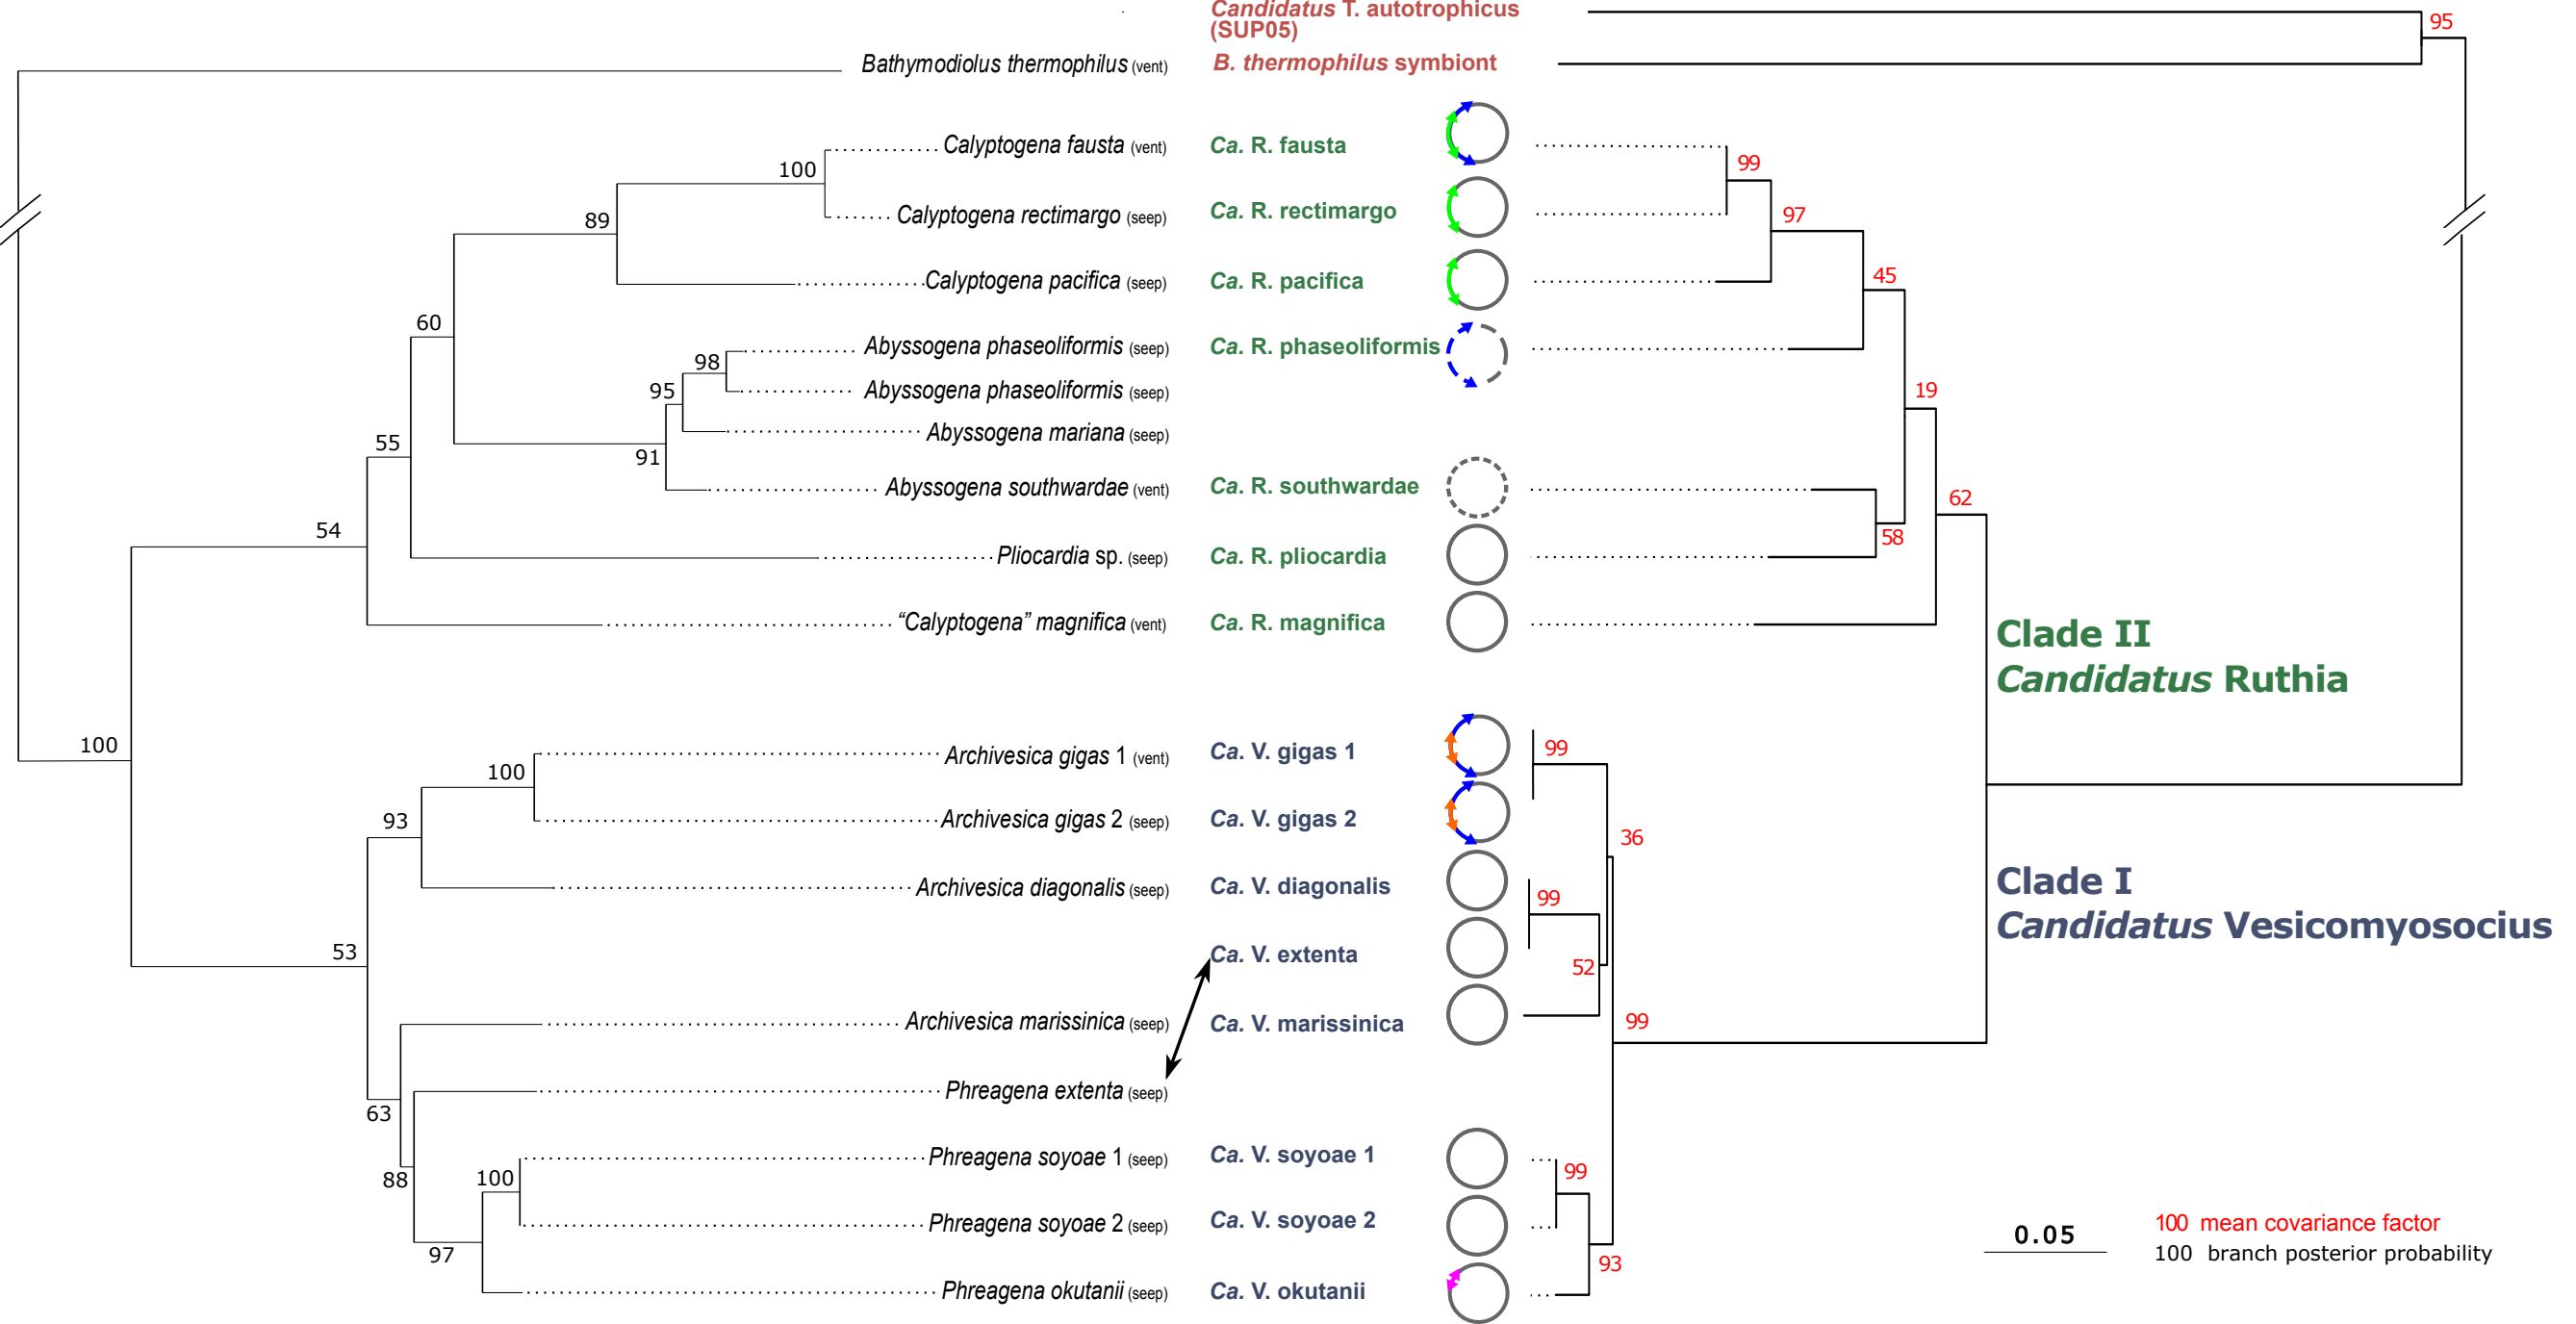 Candidatus T. autotrophicus
(SUP05)
95
Bathymodiolus thermophilus (vent)
B. thermophilus symbiont
Calyptogena fausta (vent)
Ca. R. fausta
99
100
Calyptogena rectimargo (seep)
Ca. R. rectimargo
97
89
Calyptogena pacifica (seep)
Ca. R. pacifica
45
60
Abyssogena phaseoliformis (seep)
Ca. R. phaseoliformis
98
Abyssogena phaseoliformis (seep)
19
95
Abyssogena mariana (seep)
55
91
Abyssogena southwardae (vent)
Ca. R. southwardae
62
54
58
Pliocardia sp. (seep)
Ca. R. pliocardia
"Calyptogena" magnifica (vent)
Ca. R. magnifica
Clade II
Candidatus Ruthia
100
Archivesica gigas 1 (vent)
Ca. V. gigas 1
99
100
Archivesica gigas 2 (seep)
Ca. V. gigas 2
93
36
Archivesica diagonalis (seep)
Ca. V. diagonalis
99
Clade I
Candidatus Vesicomyosocius
53
Ca. V. extenta
52
Archivesica marissinica (seep)
Ca. V. marissinica
99
Phreagena extenta (seep)
63
Phreagena soyoae 1 (seep)
Ca. V. soyoae 1
99
88
100
Phreagena soyoae 2 (seep)
Ca. V. soyoae 2
97
93
Phreagena okutanii (seep)
Ca. V. okutanii
0.05
100 mean covariance factor
100 branch posterior probability